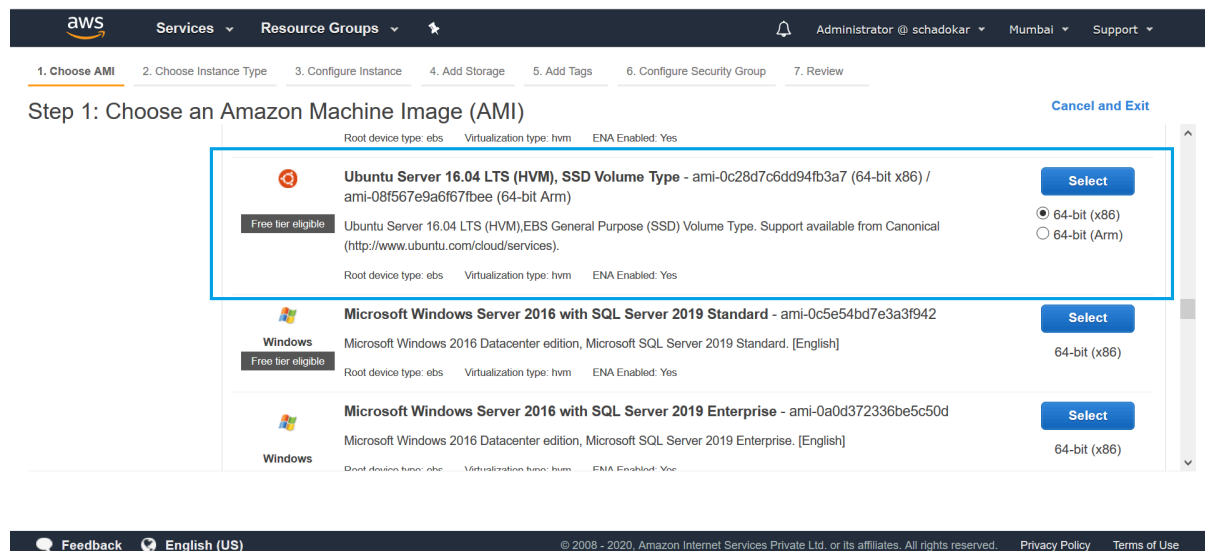 aws Services Resource Groups Administrator @ schadokar Mumbai Support
1. Choose AMI 2. Choose Instance Type 3. Configure Instance 4. Add Storage 5. Add Tags 6. Configure Security Group 7. Review
Step 1: Choose an Amazon Machine Image (AMI)
Cancel and Exit
Root device type: ebs Virtualization type: hvm ENA Enabled: Yes
Ubuntu Server 16.04 LTS (HVM), SSD Volume Type - ami-0c28d7c6dd94fb3a7 (64-bit x86) /
ami-08f567e9a6f67fbee (64-bit Arm)
Select
64-bit (x86)
64-bit (Arm)
Free tier eligible
Ubuntu Server 16.04 LTS (HVM),EBS General Purpose (SSD) Volume Type. Support available from Canonical
(http://www.ubuntu.com/cloud/services).
Root device type: ebs Virtualization type: hvm ENA Enabled: Yes
Microsoft Windows Server 2016 with SQL Server 2019 Standard - ami-0c5e54bd7e3a3f942
Select
64-bit (x86)
Windows
Free tier eligible
Microsoft Windows 2016 Datacenter edition, Microsoft SQL Server 2019 Standard. [English]
Root device type: ebs Virtualization type: hvm ENA Enabled: Yes
Microsoft Windows Server 2016 with SQL Server 2019 Enterprise - ami-0a0d372336be5c50d
Select
64-bit (x86)
Windows
Microsoft Windows 2016 Datacenter edition, Microsoft SQL Server 2019 Enterprise. [English]
Root device type: ebs Virtualization type: hvm ENA Enabled: Yes
Feedback English (US) © 2008 - 2020, Amazon Internet Services Private Ltd. or its affiliates. All rights reserved. Privacy Policy Terms of Use